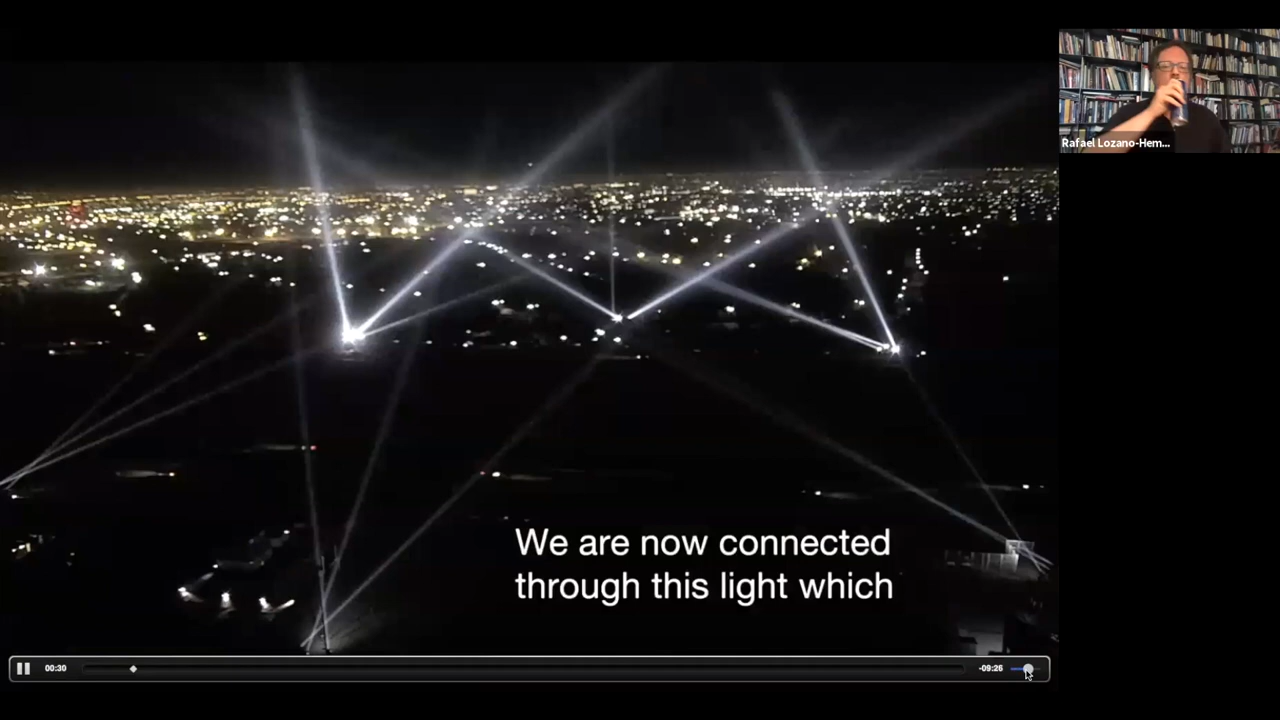 Rafael Lozano-Hem...
We are now connected
through this light which
00:30
-09:26